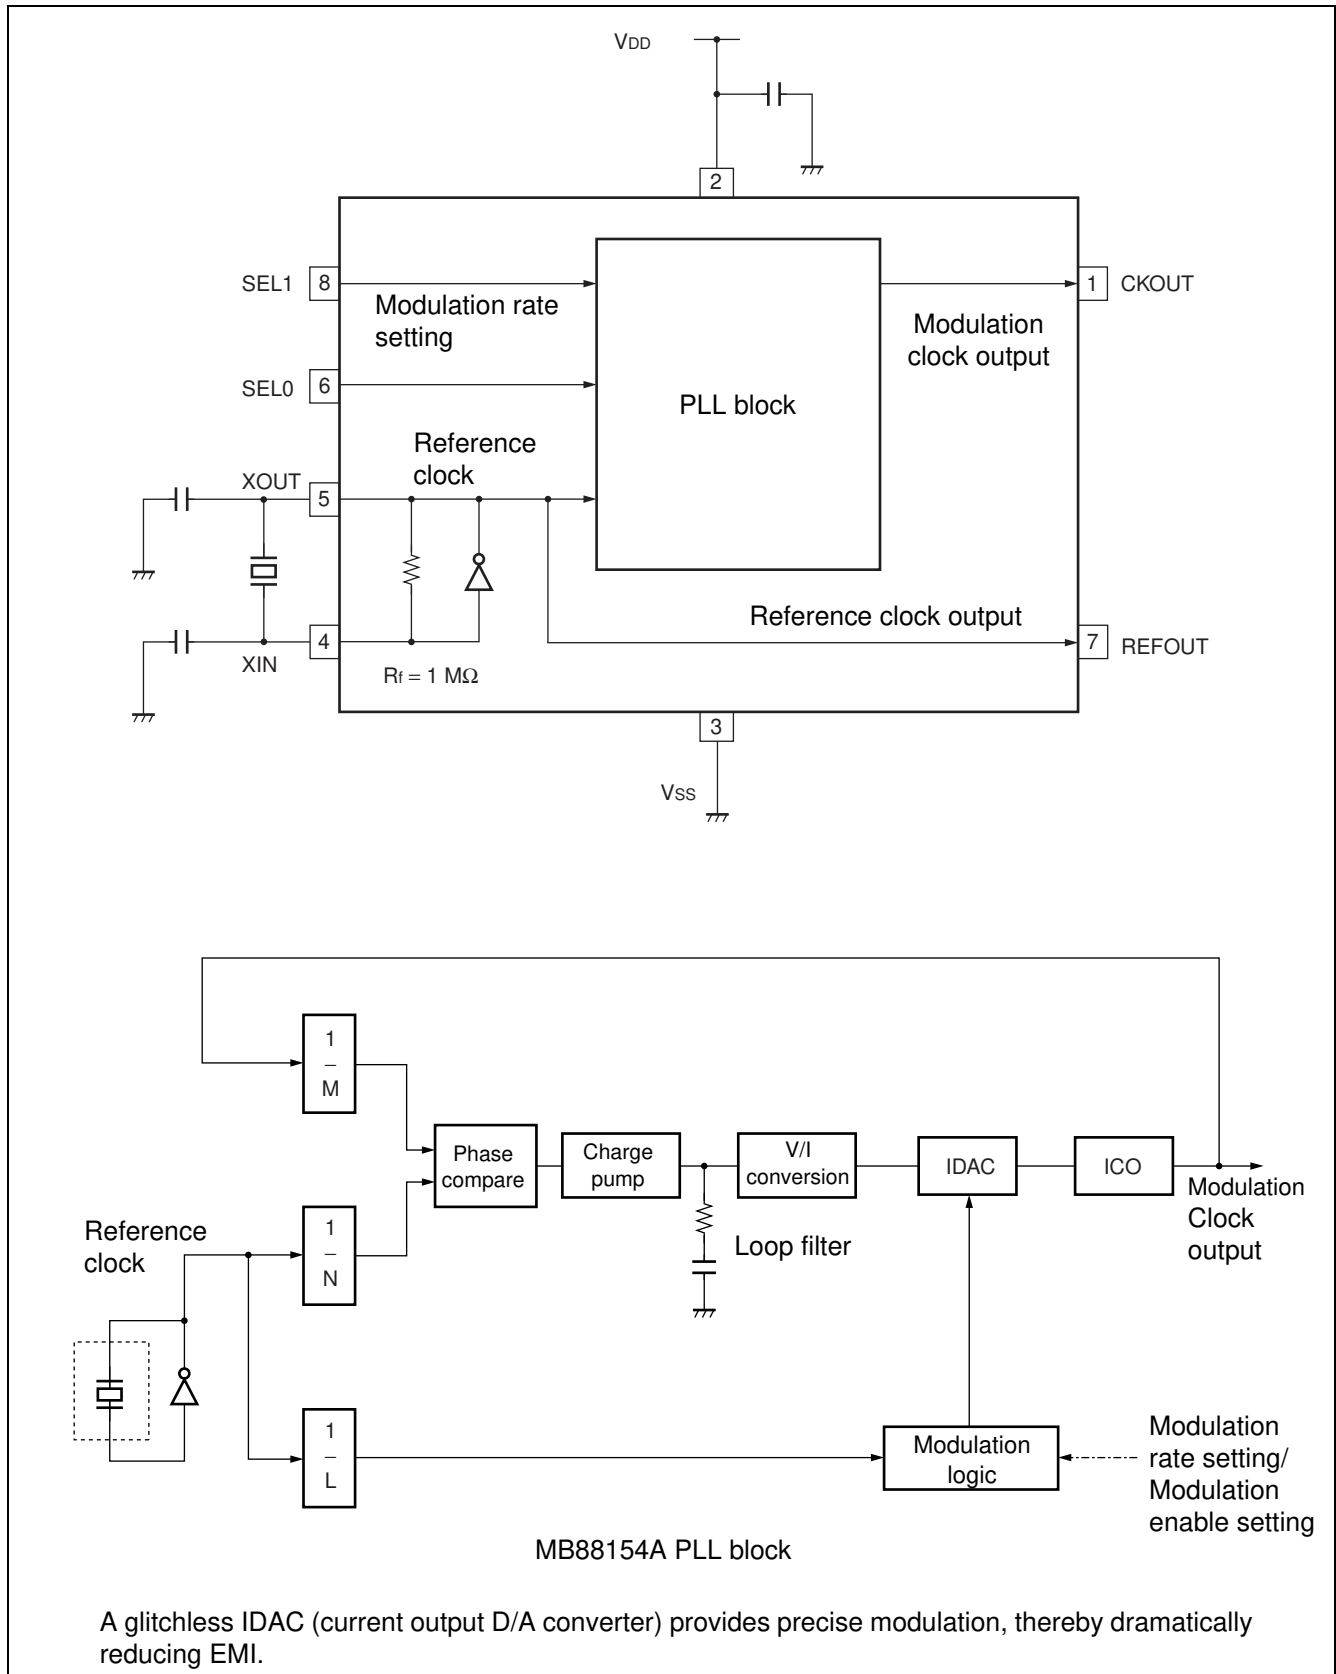 VDD
2
SEL1
8
Modulation rate
setting
1
CKOUT
Modulation
clock output
SEL0
6
PLL block
Reference
clock
XOUT
5
Reference clock output
4
XIN
Rf = 1 MΩ
7
REFOUT
3
VSS
1
–
M
Phase
compare
Charge
pump
V/I
conversion
IDAC
ICO
Modulation
Clock
output
Reference
clock
1
–
N
Loop filter
1
–
L
Modulation
logic
Modulation
rate setting/
Modulation
enable setting
MB88154A PLL block
A glitchless IDAC (current output D/A converter) provides precise modulation, thereby dramatically
reducing EMI.